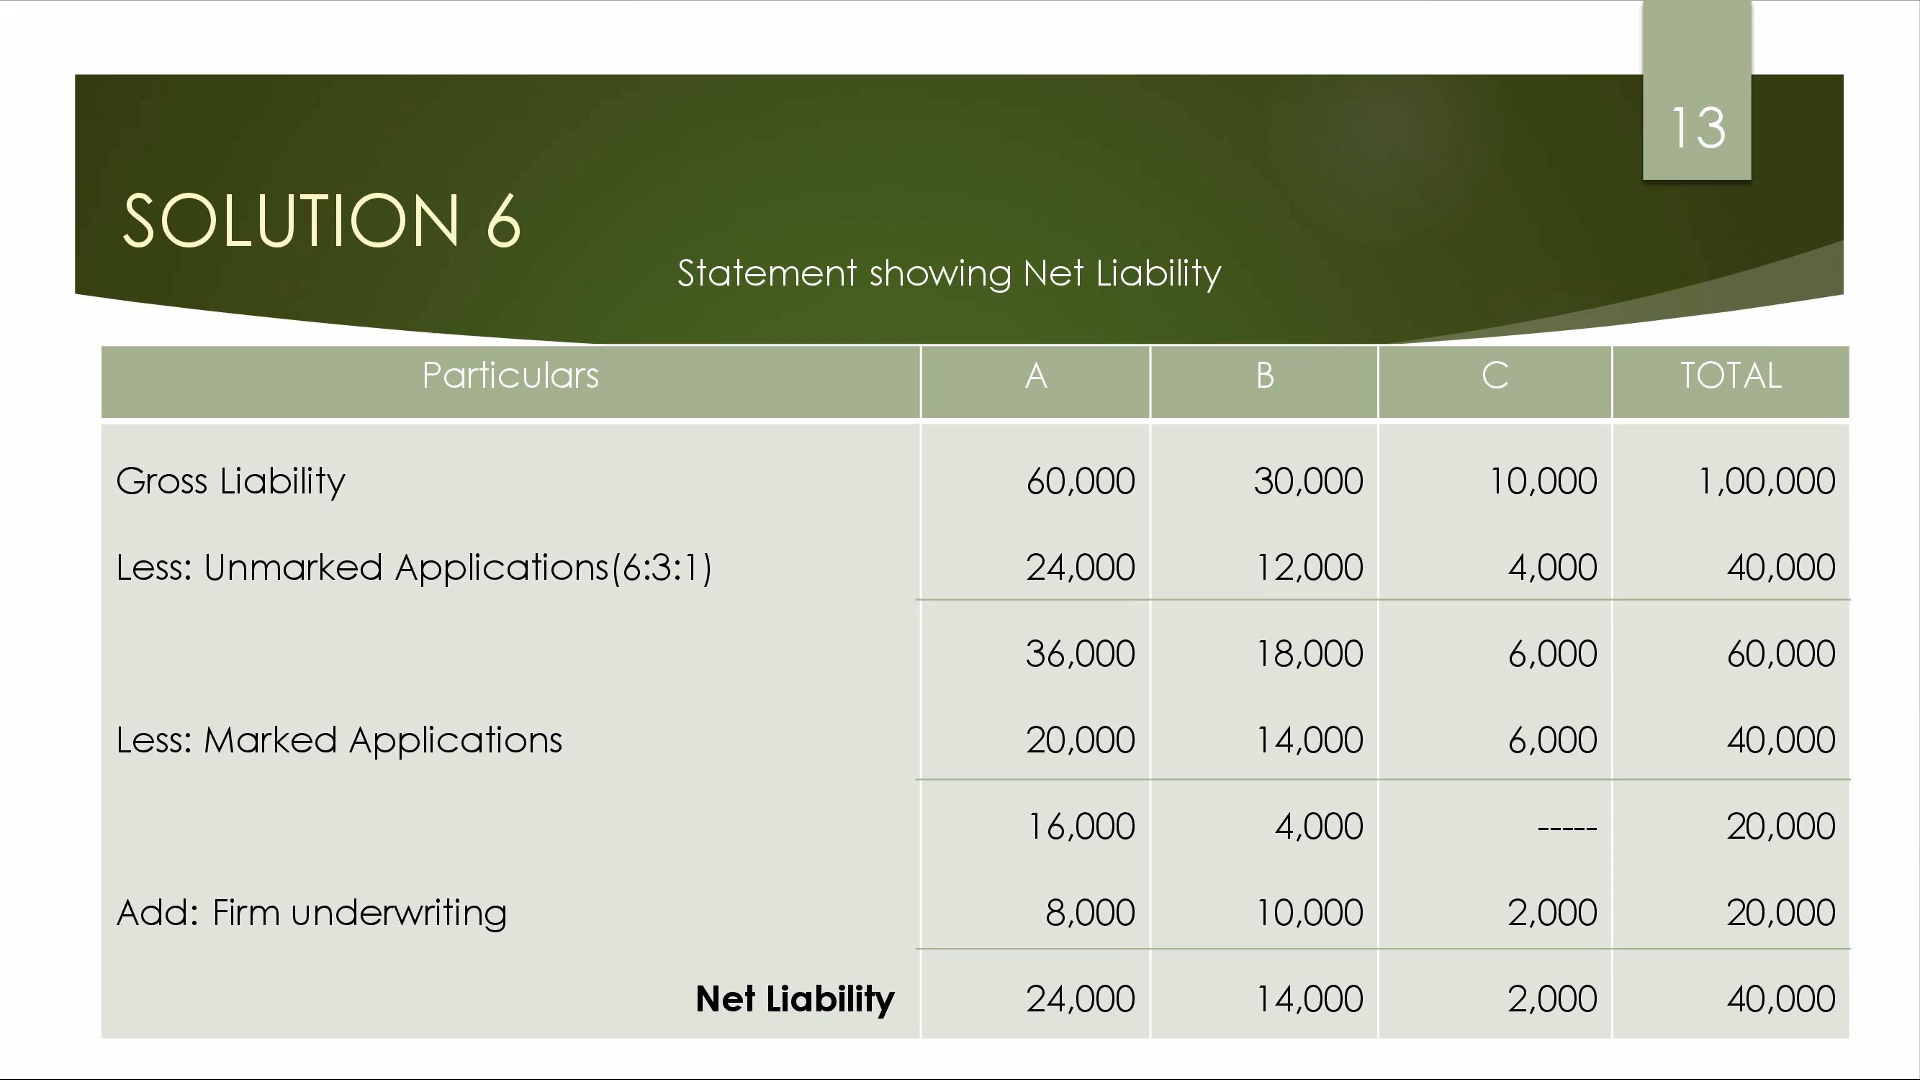 13
SOLUTION 6
Statement showing Net Liability
Particulars A B C TOTAL
Gross Liability 60,000 30,000 10,000 1,00,000
Less: Unmarked Applications(6:3:1) 24,000 12,000 4,000 40,000
36,000 18,000 6,000 60,000
Less: Marked Applications 20,000 14,000 6,000 40,000
16,000 4,000 ----- 20,000
Add: Firm underwriting 8,000 10,000 2,000 20,000
Net Liability 24,000 14,000 2,000 40,000